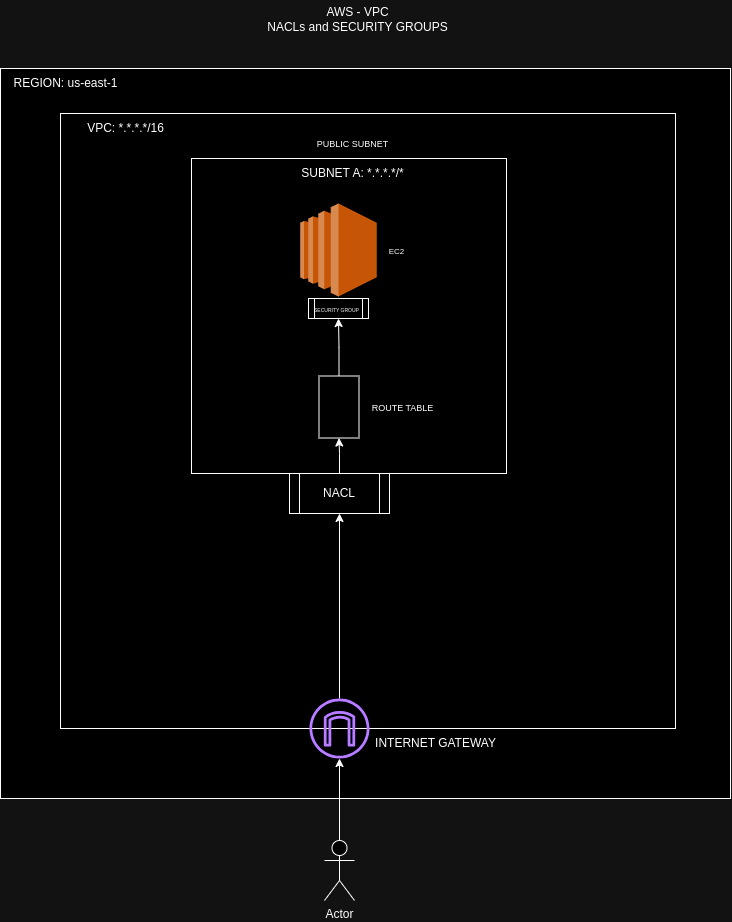 AWS - VPC
NACLs and SECURITY GROUPS
REGION: us-east-1
VPC: *.*.*.*/16
PUBLIC SUBNET
SUBNET A: *.*.*.*/*
EC2
SECURITY GROUP
ROUTE TABLE
NACL
INTERNET GATEWAY
Actor